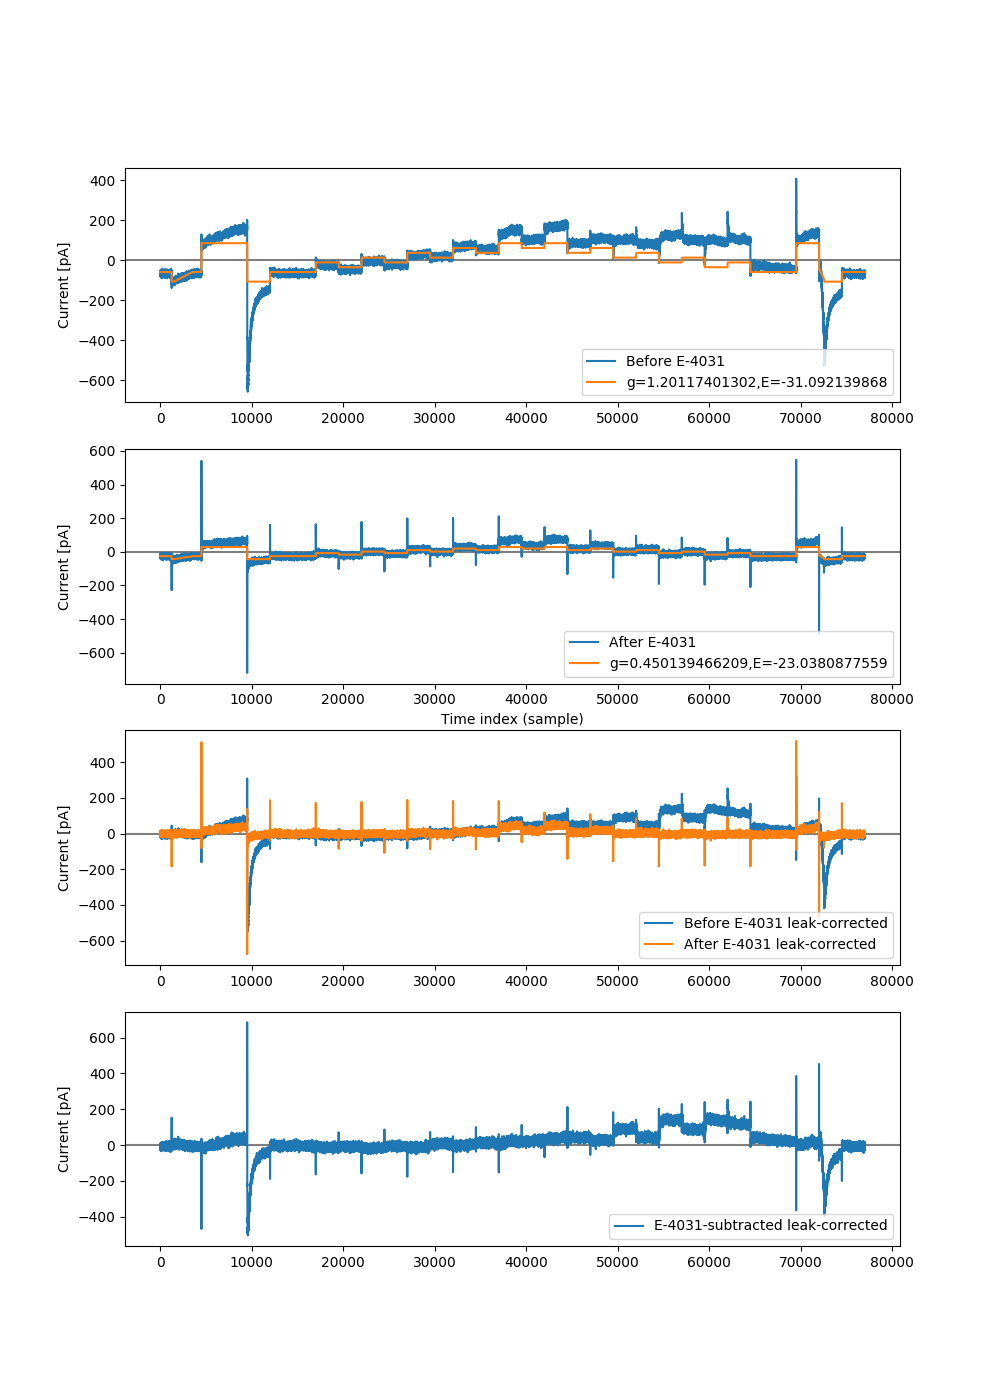 400
200
0
−200
−400
−600
Current [pA]
Before E-4031
g=1.20117401302,E=-31.092139868
0 10000 20000 30000 40000 50000 60000 70000 80000
600
400
200
0
−200
−400
−600
Current [pA]
After E-4031
g=0.450139466209,E=-23.0380877559
0 10000 20000 30000 40000 50000 60000 70000 80000
Time index (sample)
400
200
0
−200
−400
−600
Current [pA]
Before E-4031 leak-corrected
After E-4031 leak-corrected
0 10000 20000 30000 40000 50000 60000 70000 80000
600
400
200
0
−200
−400
Current [pA]
E-4031-subtracted leak-corrected
0 10000 20000 30000 40000 50000 60000 70000 80000